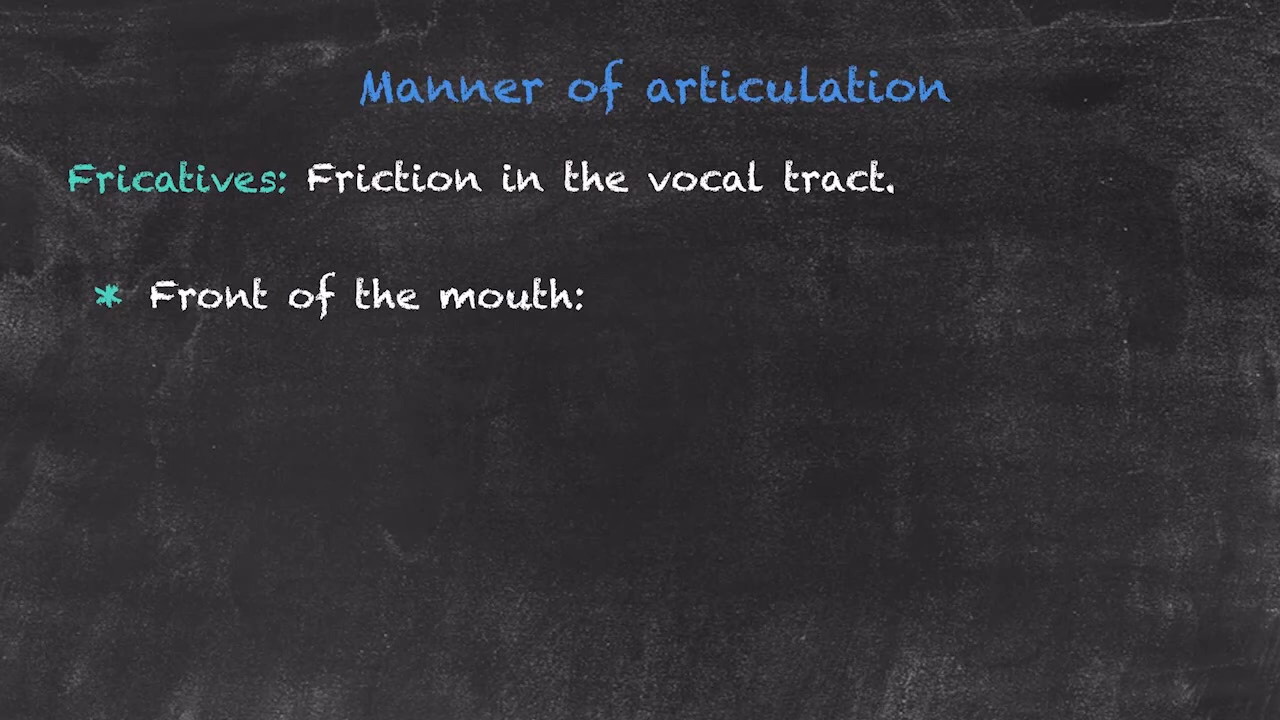 Manner of articulation
Fricatives: Friction in the vocal tract.
* Front of the mouth: